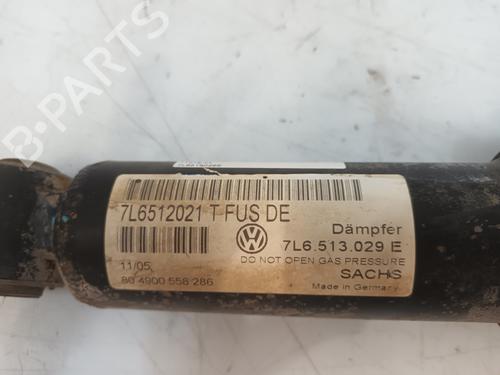 B-PARTS
7L6512021 T FUS DE
Dämpfer
7L6.513.029 E
DO NOT OPEN GAS PRESSURE
11/05
SACHS
80 4900 558 286
Made in Germany